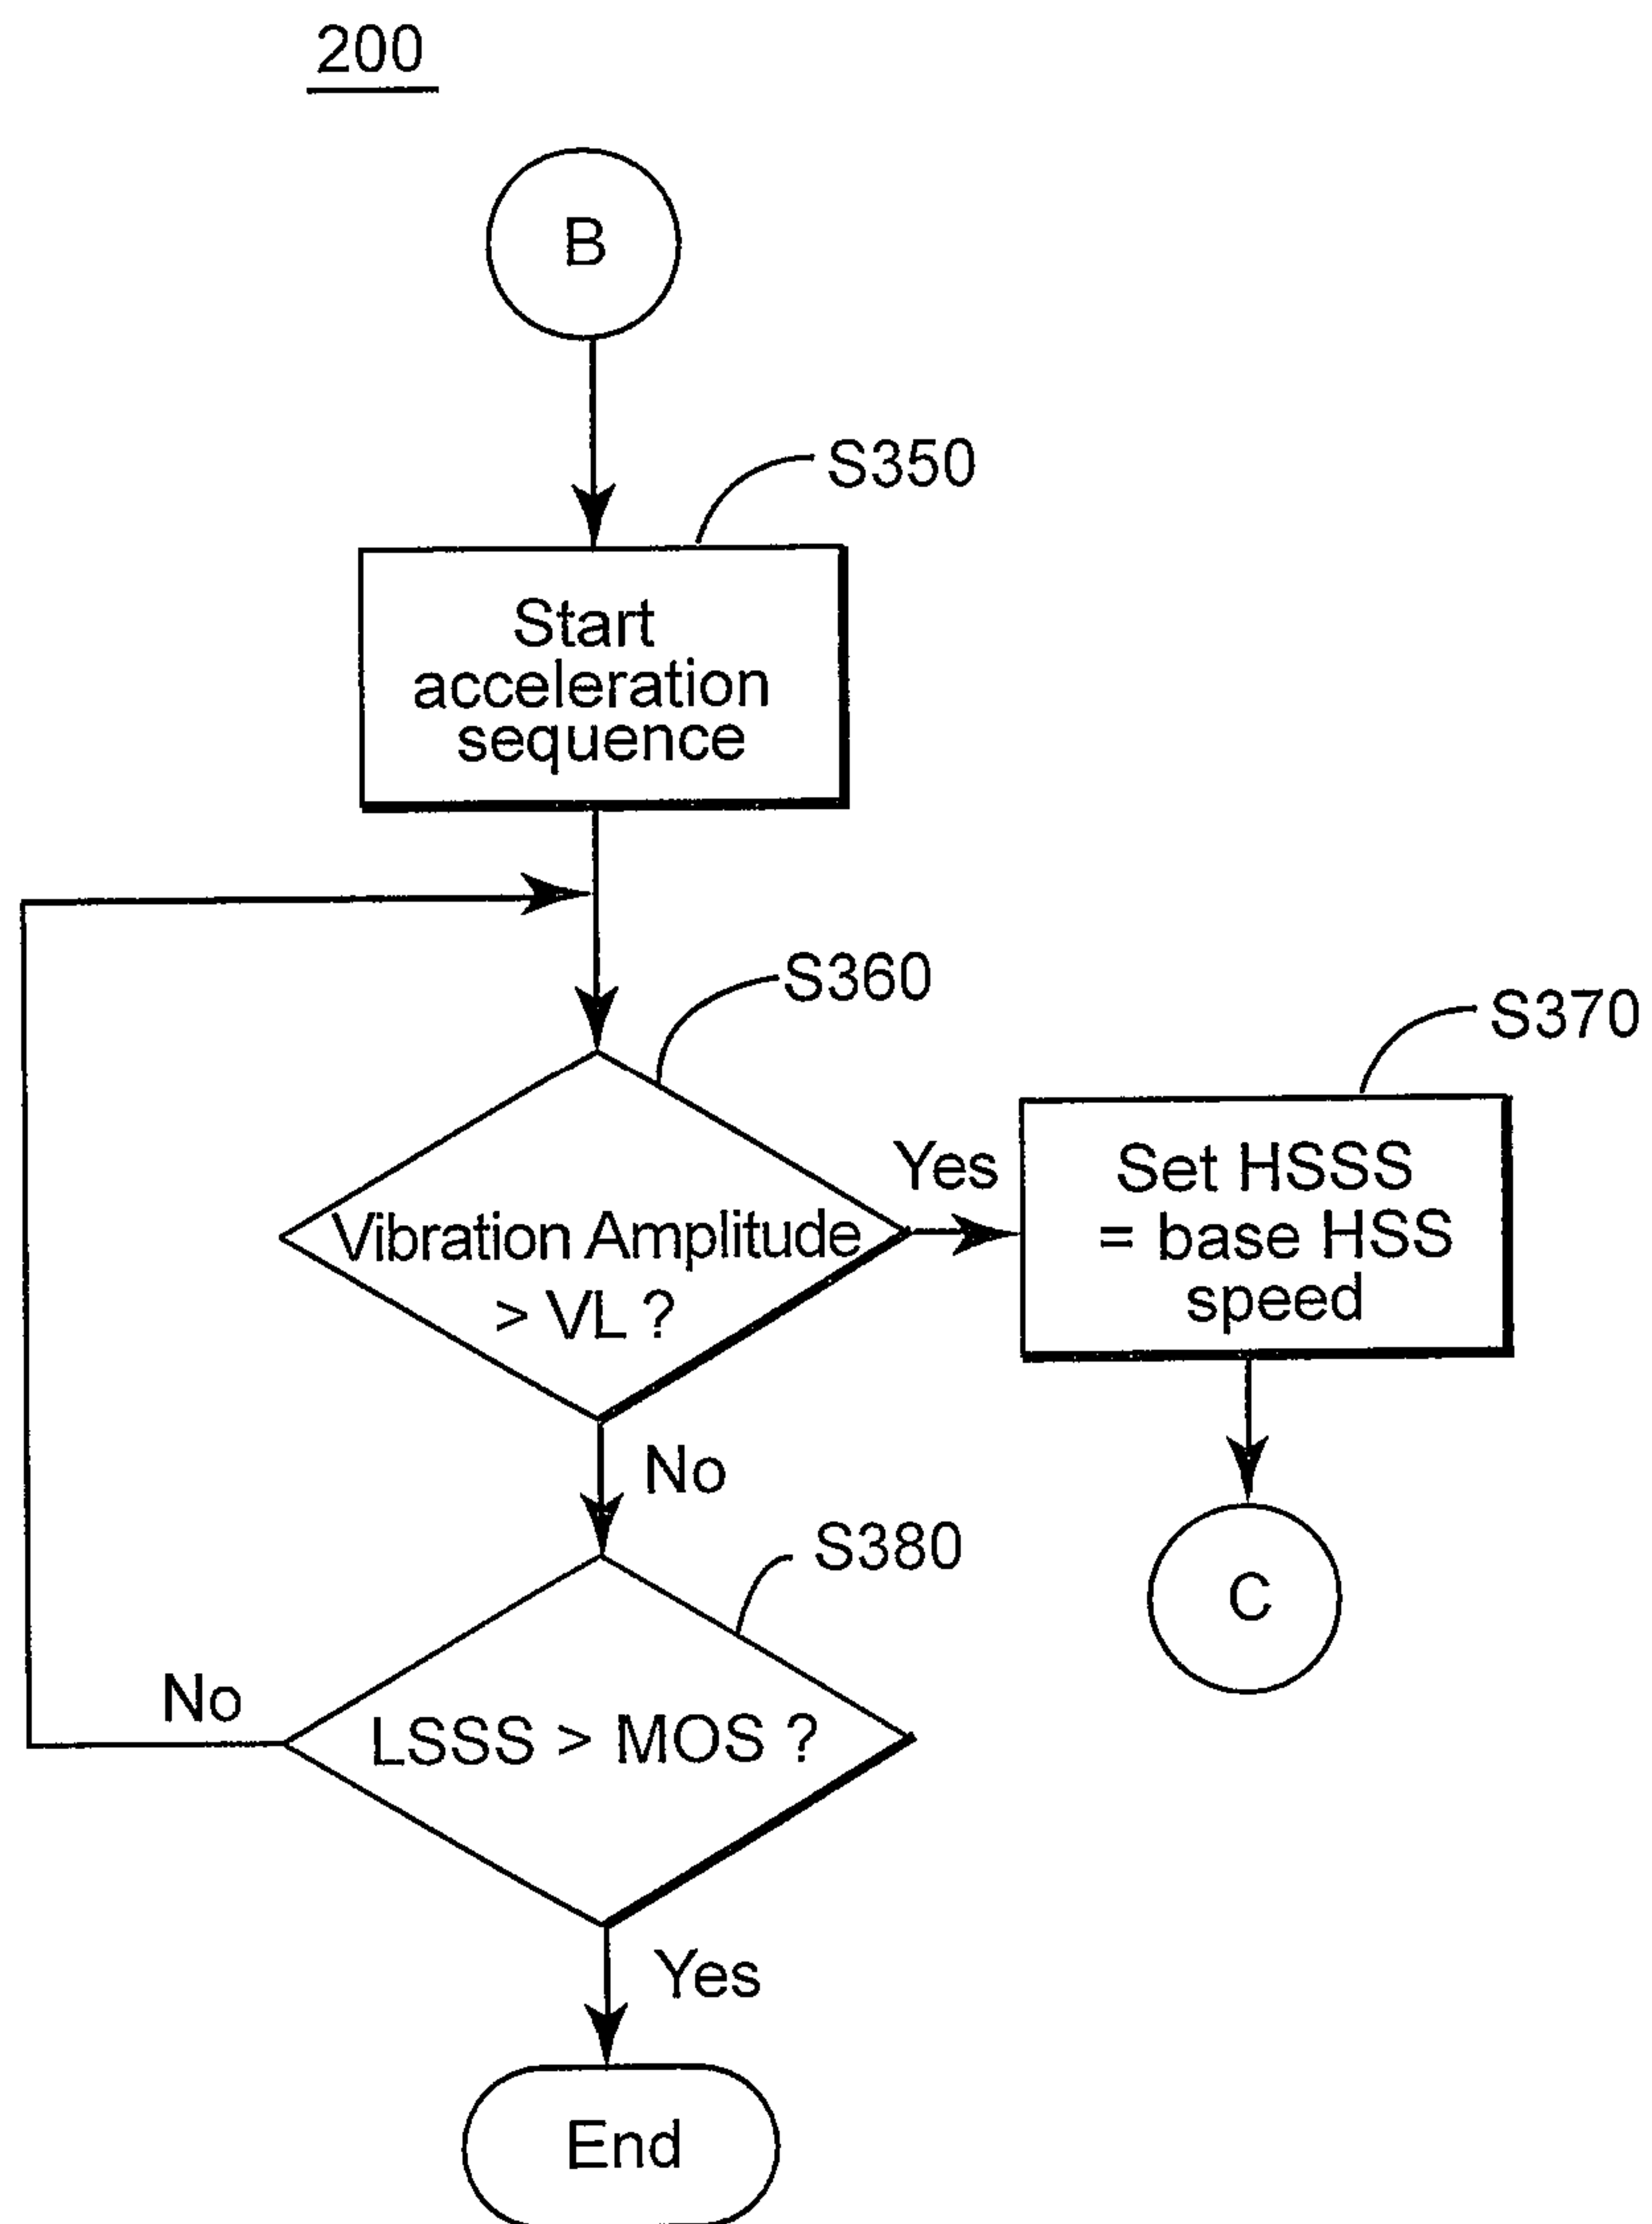 200
B
S350
Start
acceleration
sequence
S360
S370
Yes
Set HSSS
= base HSS
speed
Vibration Amplitude
> VL ?
No
S380
C
No
LSSS > MOS ?
Yes
End